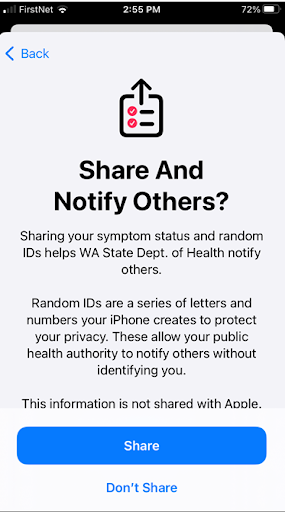 FirstNet 2:55 PM 72%
Back
Share And
Notify Others?
Sharing your symptom status and random
IDs helps WA State Dept. of Health notify
others.
Random IDs are a series of letters and
numbers your iPhone creates to protect
your privacy. These allow your public
health authority to notify others without
identifying you.
This information is not shared with Apple.
Share
Don't Share